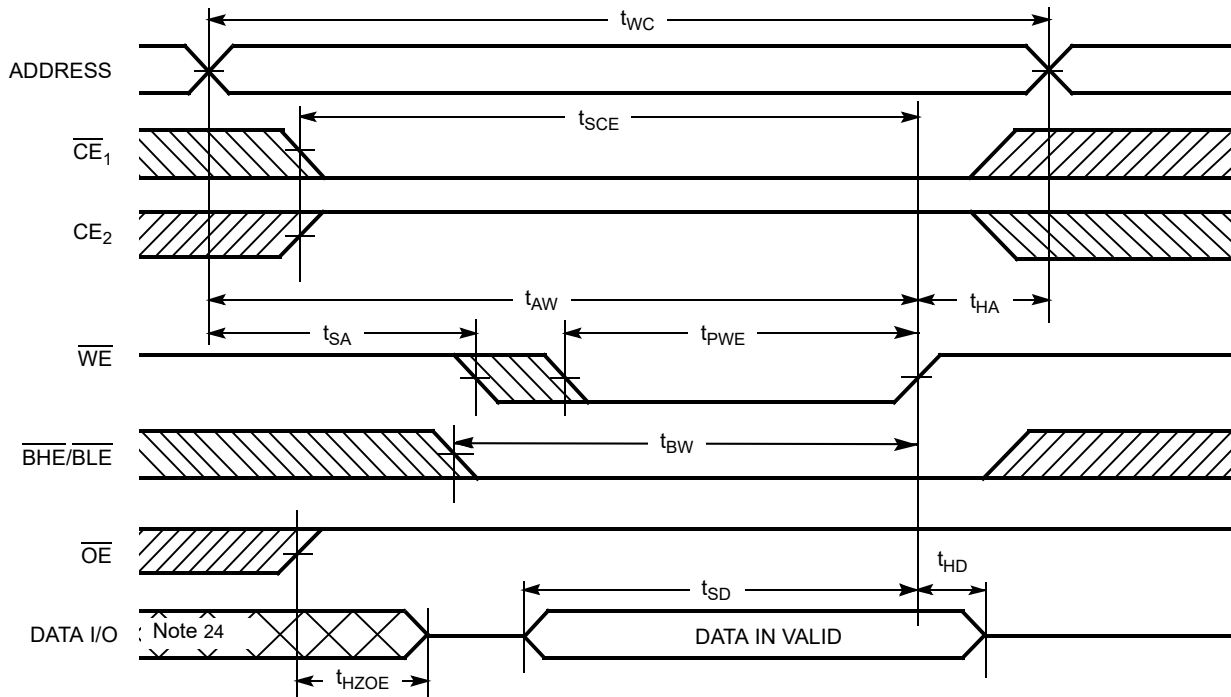 tWC
ADDRESS
tSCE
CE1
CE2
tAW
tHA
tSA
tPWE
WE
tBW
BHE/BLE
OE
tHD
tSD
DATA I/O
Note 24
DATA IN VALID
tHZOE